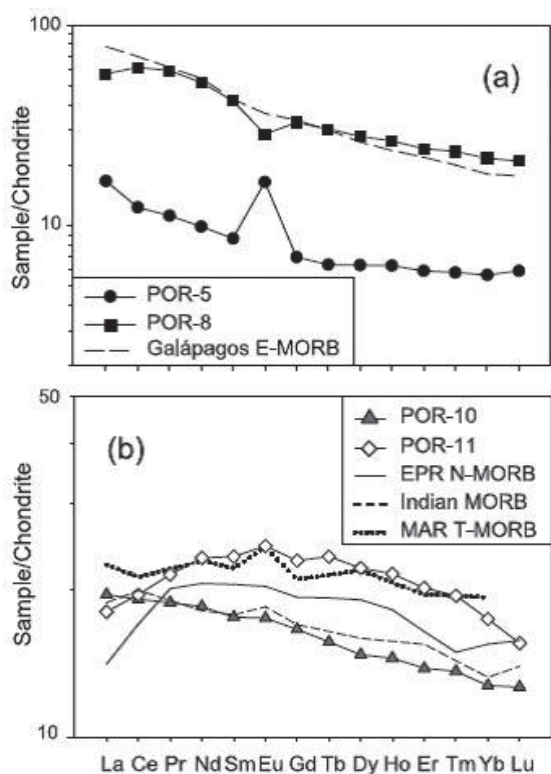 100
(a)
Sample/Chondrite
10
POR-5
POR-8
Galápagos E-MORB
50
(b)
POR-10
POR-11
EPR N-MORB
Indian MORB
MAR T-MORB
Sample/Chondrite
10
La Ce Pr Nd Sm Eu Gd Tb Dy Ho Er Tm Yb Lu